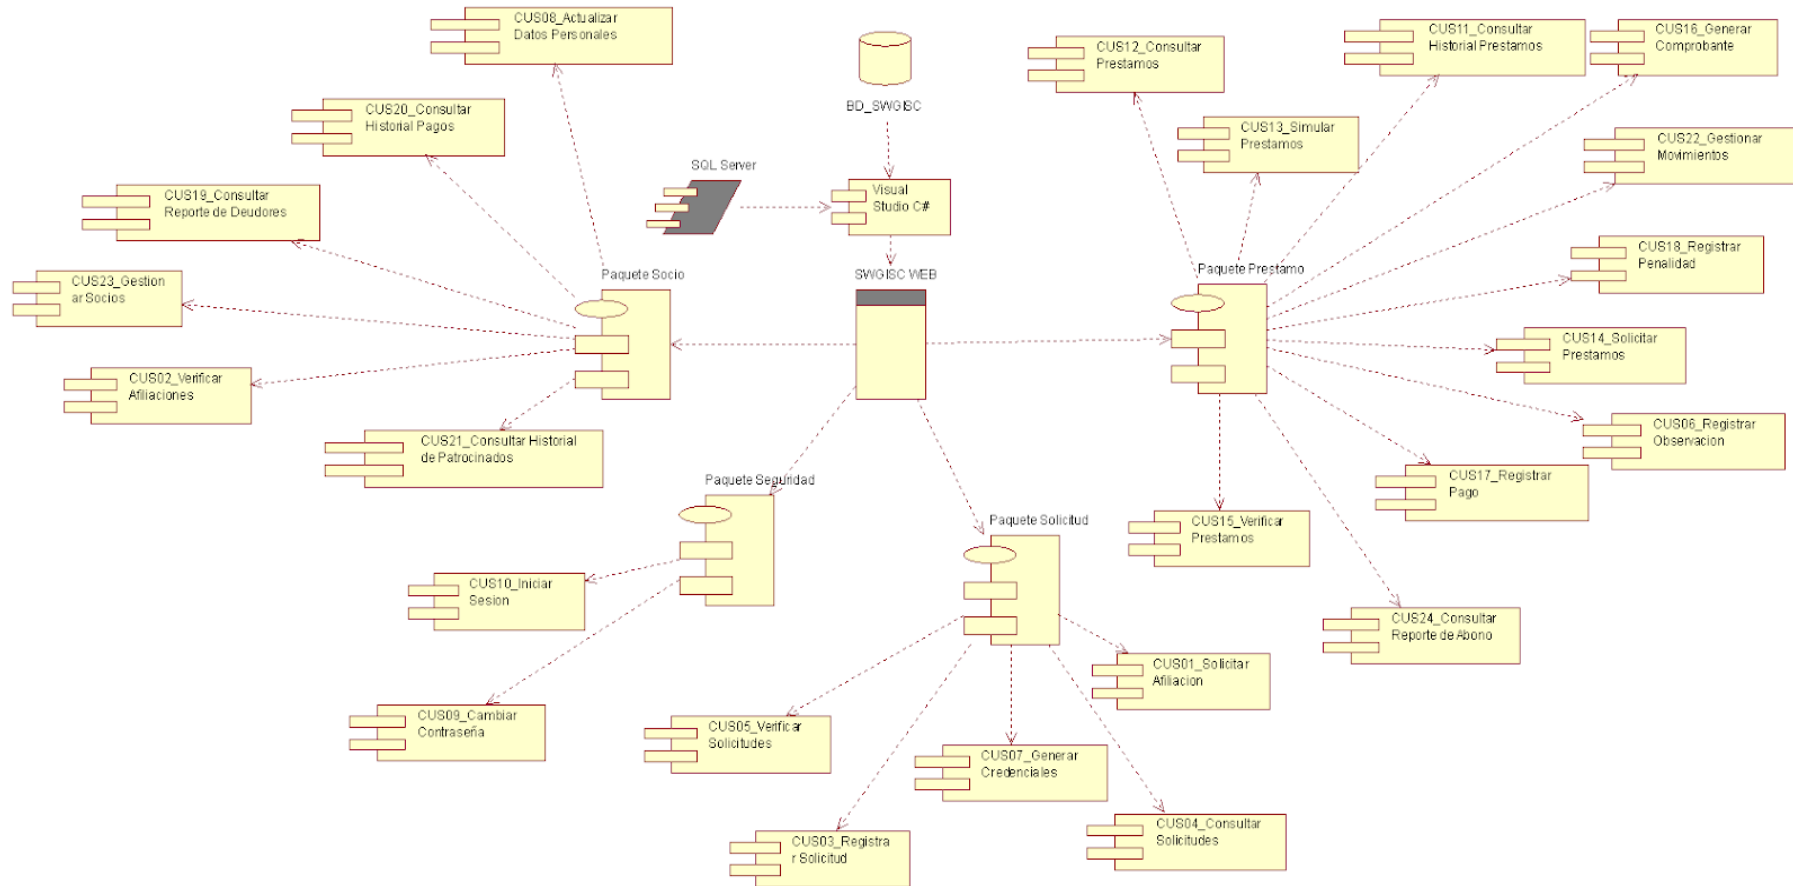 CUS08_Actualizar
Datos Personales
CUS20_Consultar
Historial Pagos
CUS19_Consultar
Reporte de Deudores
CUS23_Gestion
ar Socios
CUS02_Verificar
Afiliaciones
CUS21_Consultar Historial
de Patrocinados
Paquete Socio
BD_SWGISC
SQL Server
Visual
Studio C#
SWGISC WEB
Paquete Prestamo
CUS12_Consultar
Prestamos
CUS13_Simular
Prestamos
CUS11_Consultar
Historial Prestamos
CUS16_Generar
Comprobante
CUS22_Gestionar
Movimientos
CUS18_Registrar
Penalidad
CUS14_Solicitar
Prestamos
CUS06_Registrar
Observacion
CUS17_Registrar
Pago
CUS15_Verificar
Prestamos
CUS24_Consultar
Reporte de Abono
Paquete Seguridad
CUS10_Iniciar
Sesion
CUS09_Cambiar
Contraseña
Paquete Solicitud
CUS01_Solicitar
Afiliacion
CUS05_Verificar
Solicitudes
CUS07_Generar
Credenciales
CUS03_Registra
r Solicitud
CUS04_Consultar
Solicitudes